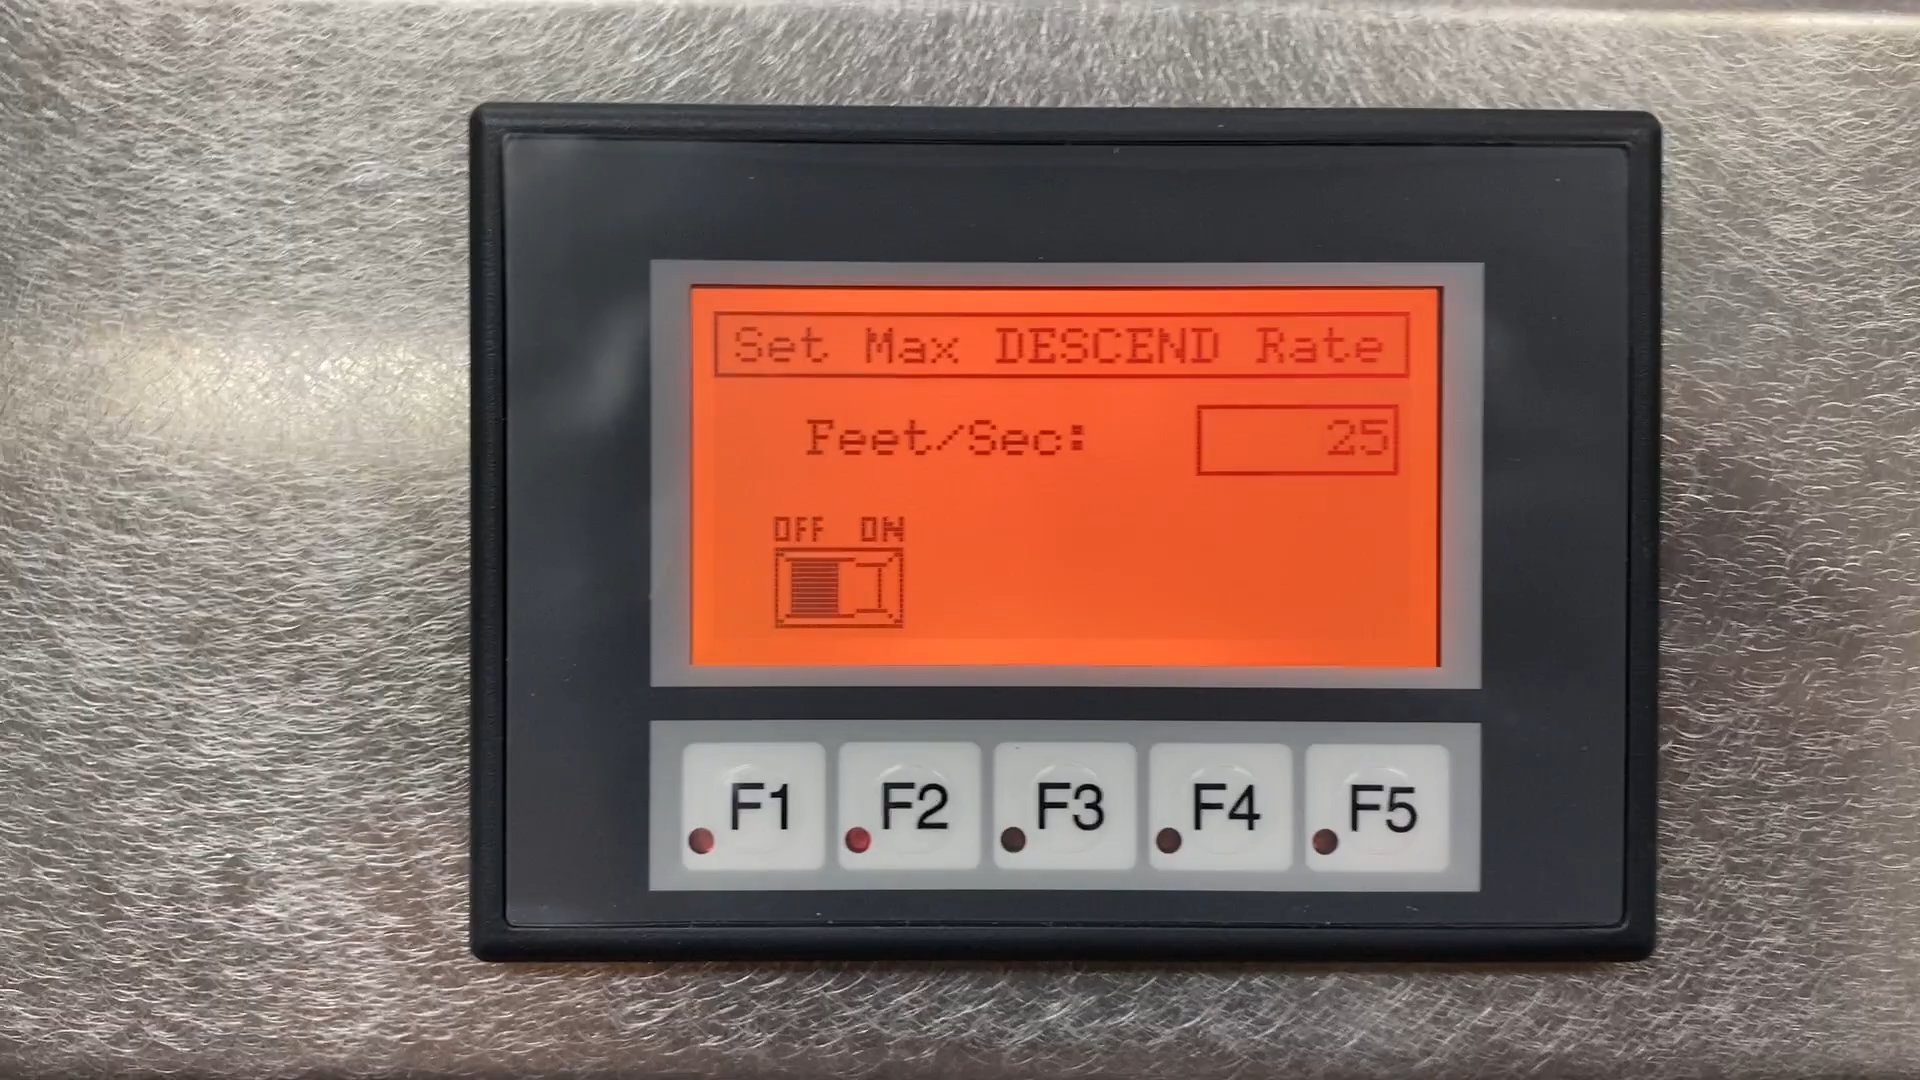 Set Max DESCEND Rate
Feet/Sec: 25
OFF ON
F1 F2 F3 F4 F5